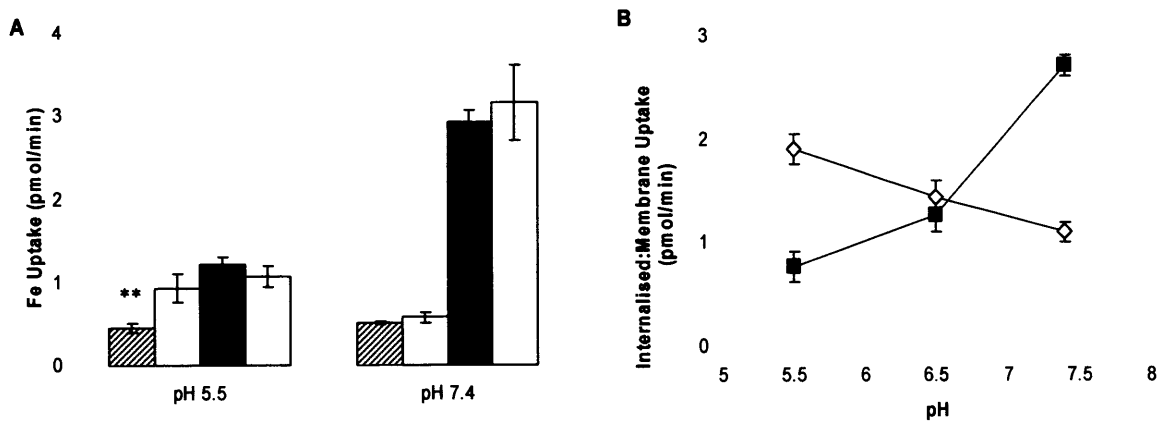 A
Fe Uptake (pmol/min)
4
3
2
1
0
**
pH 5.5
pH 7.4
B
Internalised:Membrane Uptake
(pmol/min)
3
2
1
0
5
5.5
6
6.5
7
7.5
8
pH